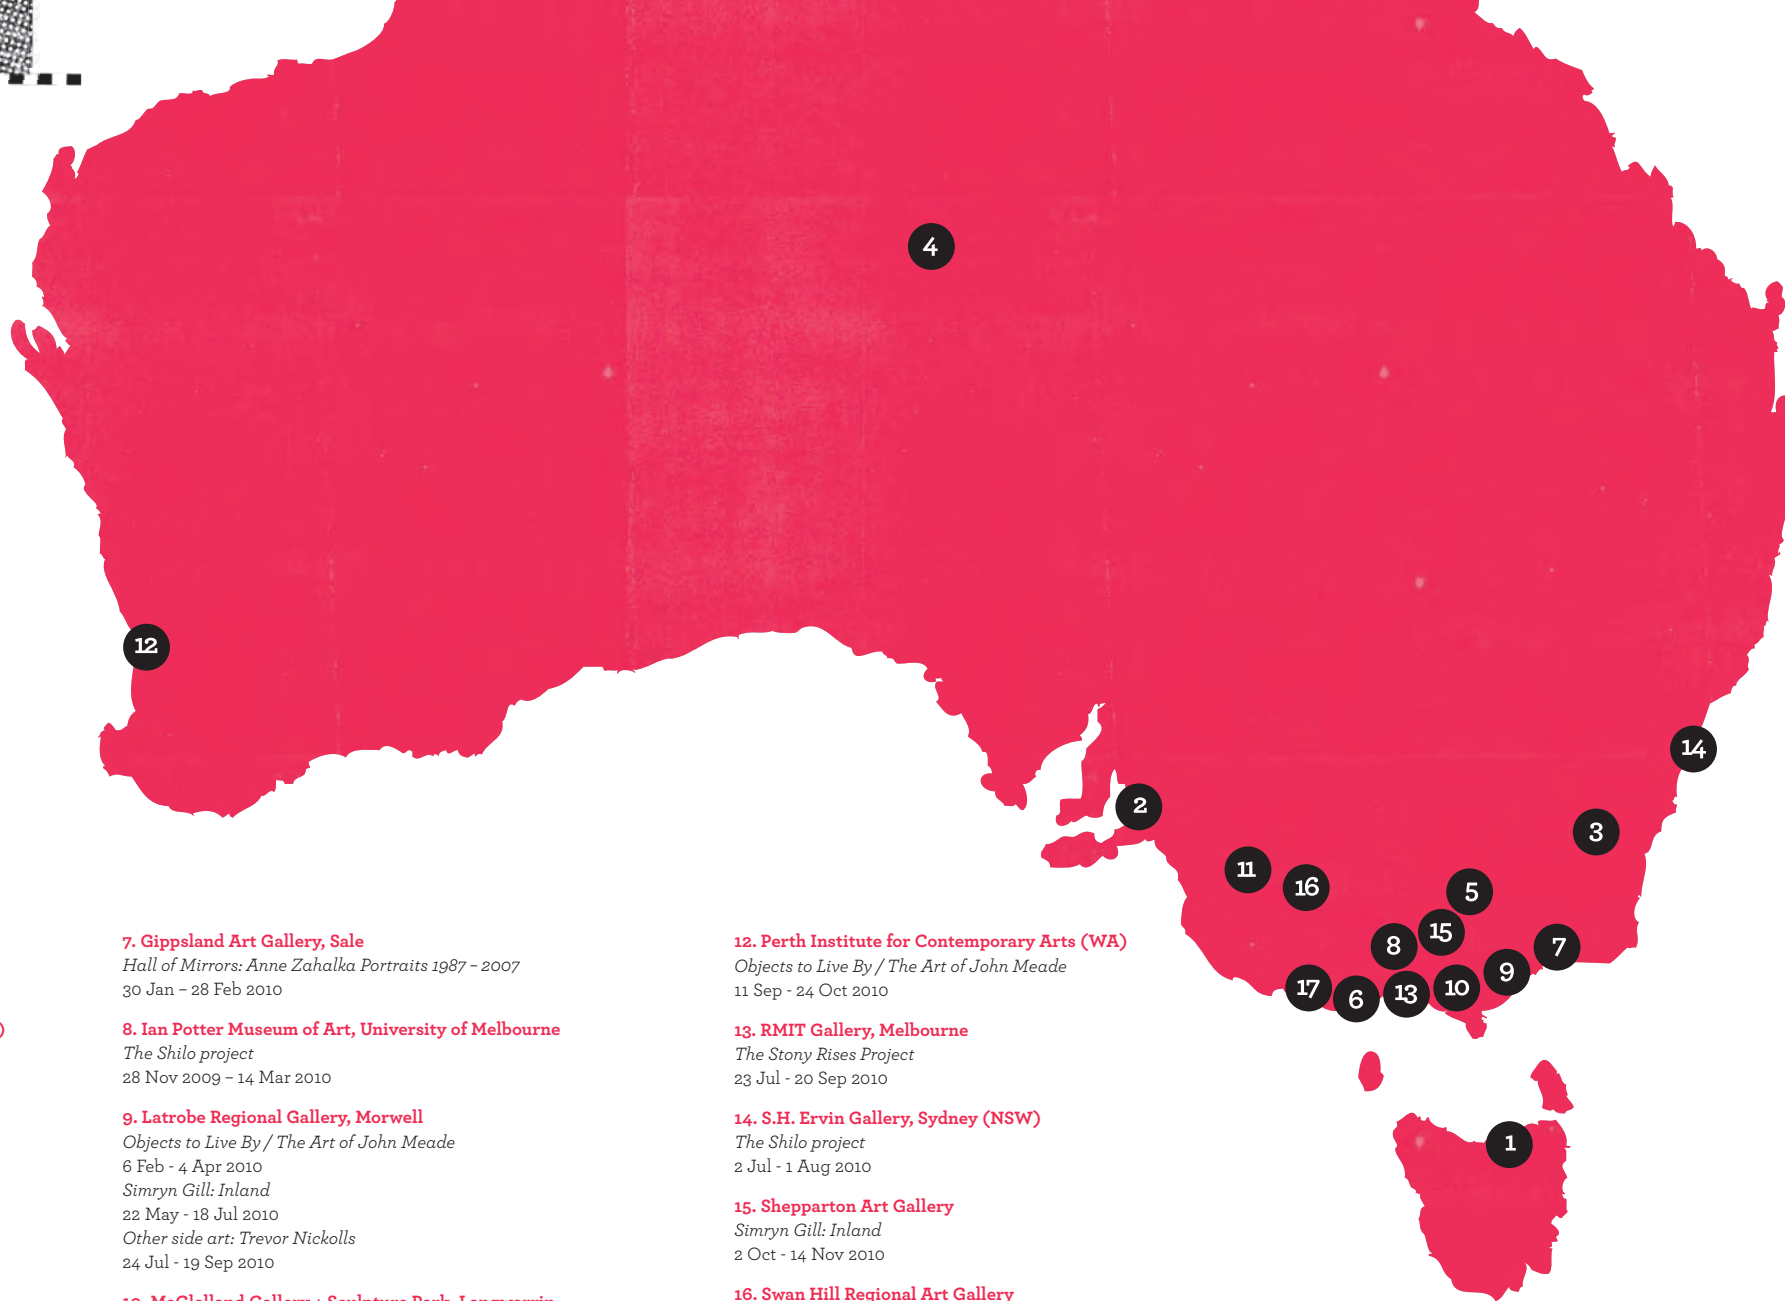 4
12
14
2
3
11
16
5
15
8
7
9
17
6
13
10
1
)
7. Gippsland Art Gallery, Sale
Hall of Mirrors: Anne Zahalka Portraits 1987 – 2007
30 Jan – 28 Feb 2010
8. Ian Potter Museum of Art, University of Melbourne
The Shilo project
28 Nov 2009 – 14 Mar 2010
9. Latrobe Regional Gallery, Morwell
Objects to Live By / The Art of John Meade
6 Feb - 4 Apr 2010
Simryn Gill: Inland
22 May - 18 Jul 2010
Other side art: Trevor Nickolls
24 Jul - 19 Sep 2010
10. McClelland Gallery + Sculpture Park, Langwarrin
12. Perth Institute for Contemporary Arts (WA)
Objects to Live By / The Art of John Meade
11 Sep - 24 Oct 2010
13. RMIT Gallery, Melbourne
The Stony Rises Project
23 Jul - 20 Sep 2010
14. S.H. Ervin Gallery, Sydney (NSW)
The Shilo project
2 Jul - 1 Aug 2010
15. Shepparton Art Gallery
Simryn Gill: Inland
2 Oct - 14 Nov 2010
16. Swan Hill Regional Art Gallery